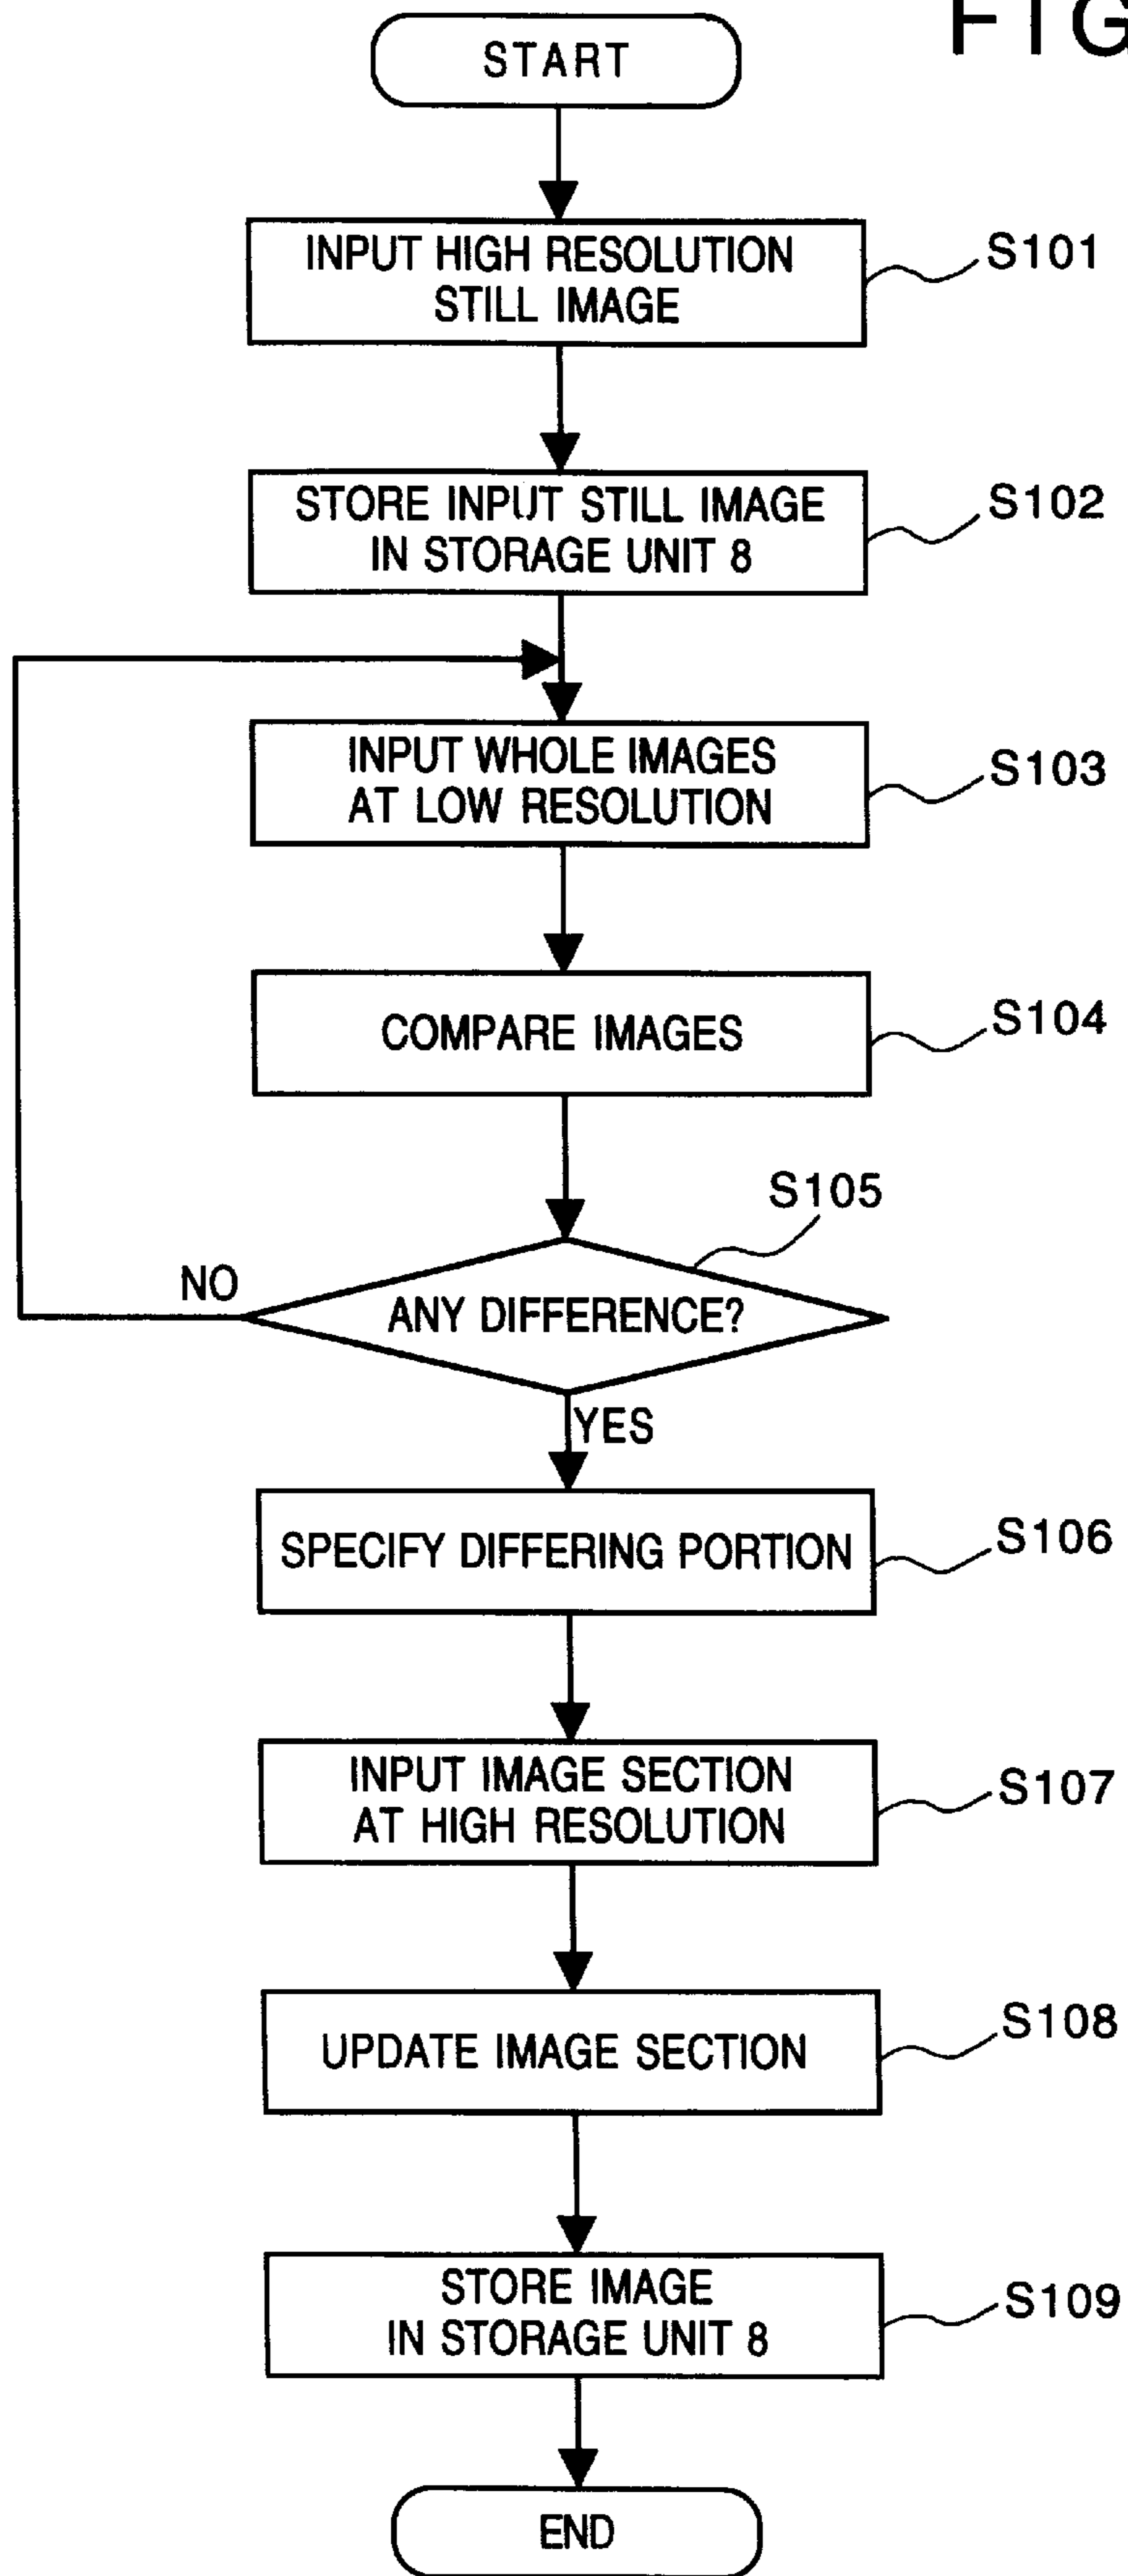 FIG
START
INPUT HIGH RESOLUTION
STILL IMAGE
S101
STORE INPUT STILL IMAGE
IN STORAGE UNIT 8
S102
INPUT WHOLE IMAGES
AT LOW RESOLUTION
S103
COMPARE IMAGES
S104
S105
NO
ANY DIFFERENCE?
YES
SPECIFY DIFFERING PORTION
S106
INPUT IMAGE SECTION
AT HIGH RESOLUTION
S107
UPDATE IMAGE SECTION
S108
STORE IMAGE
IN STORAGE UNIT 8
S109
END